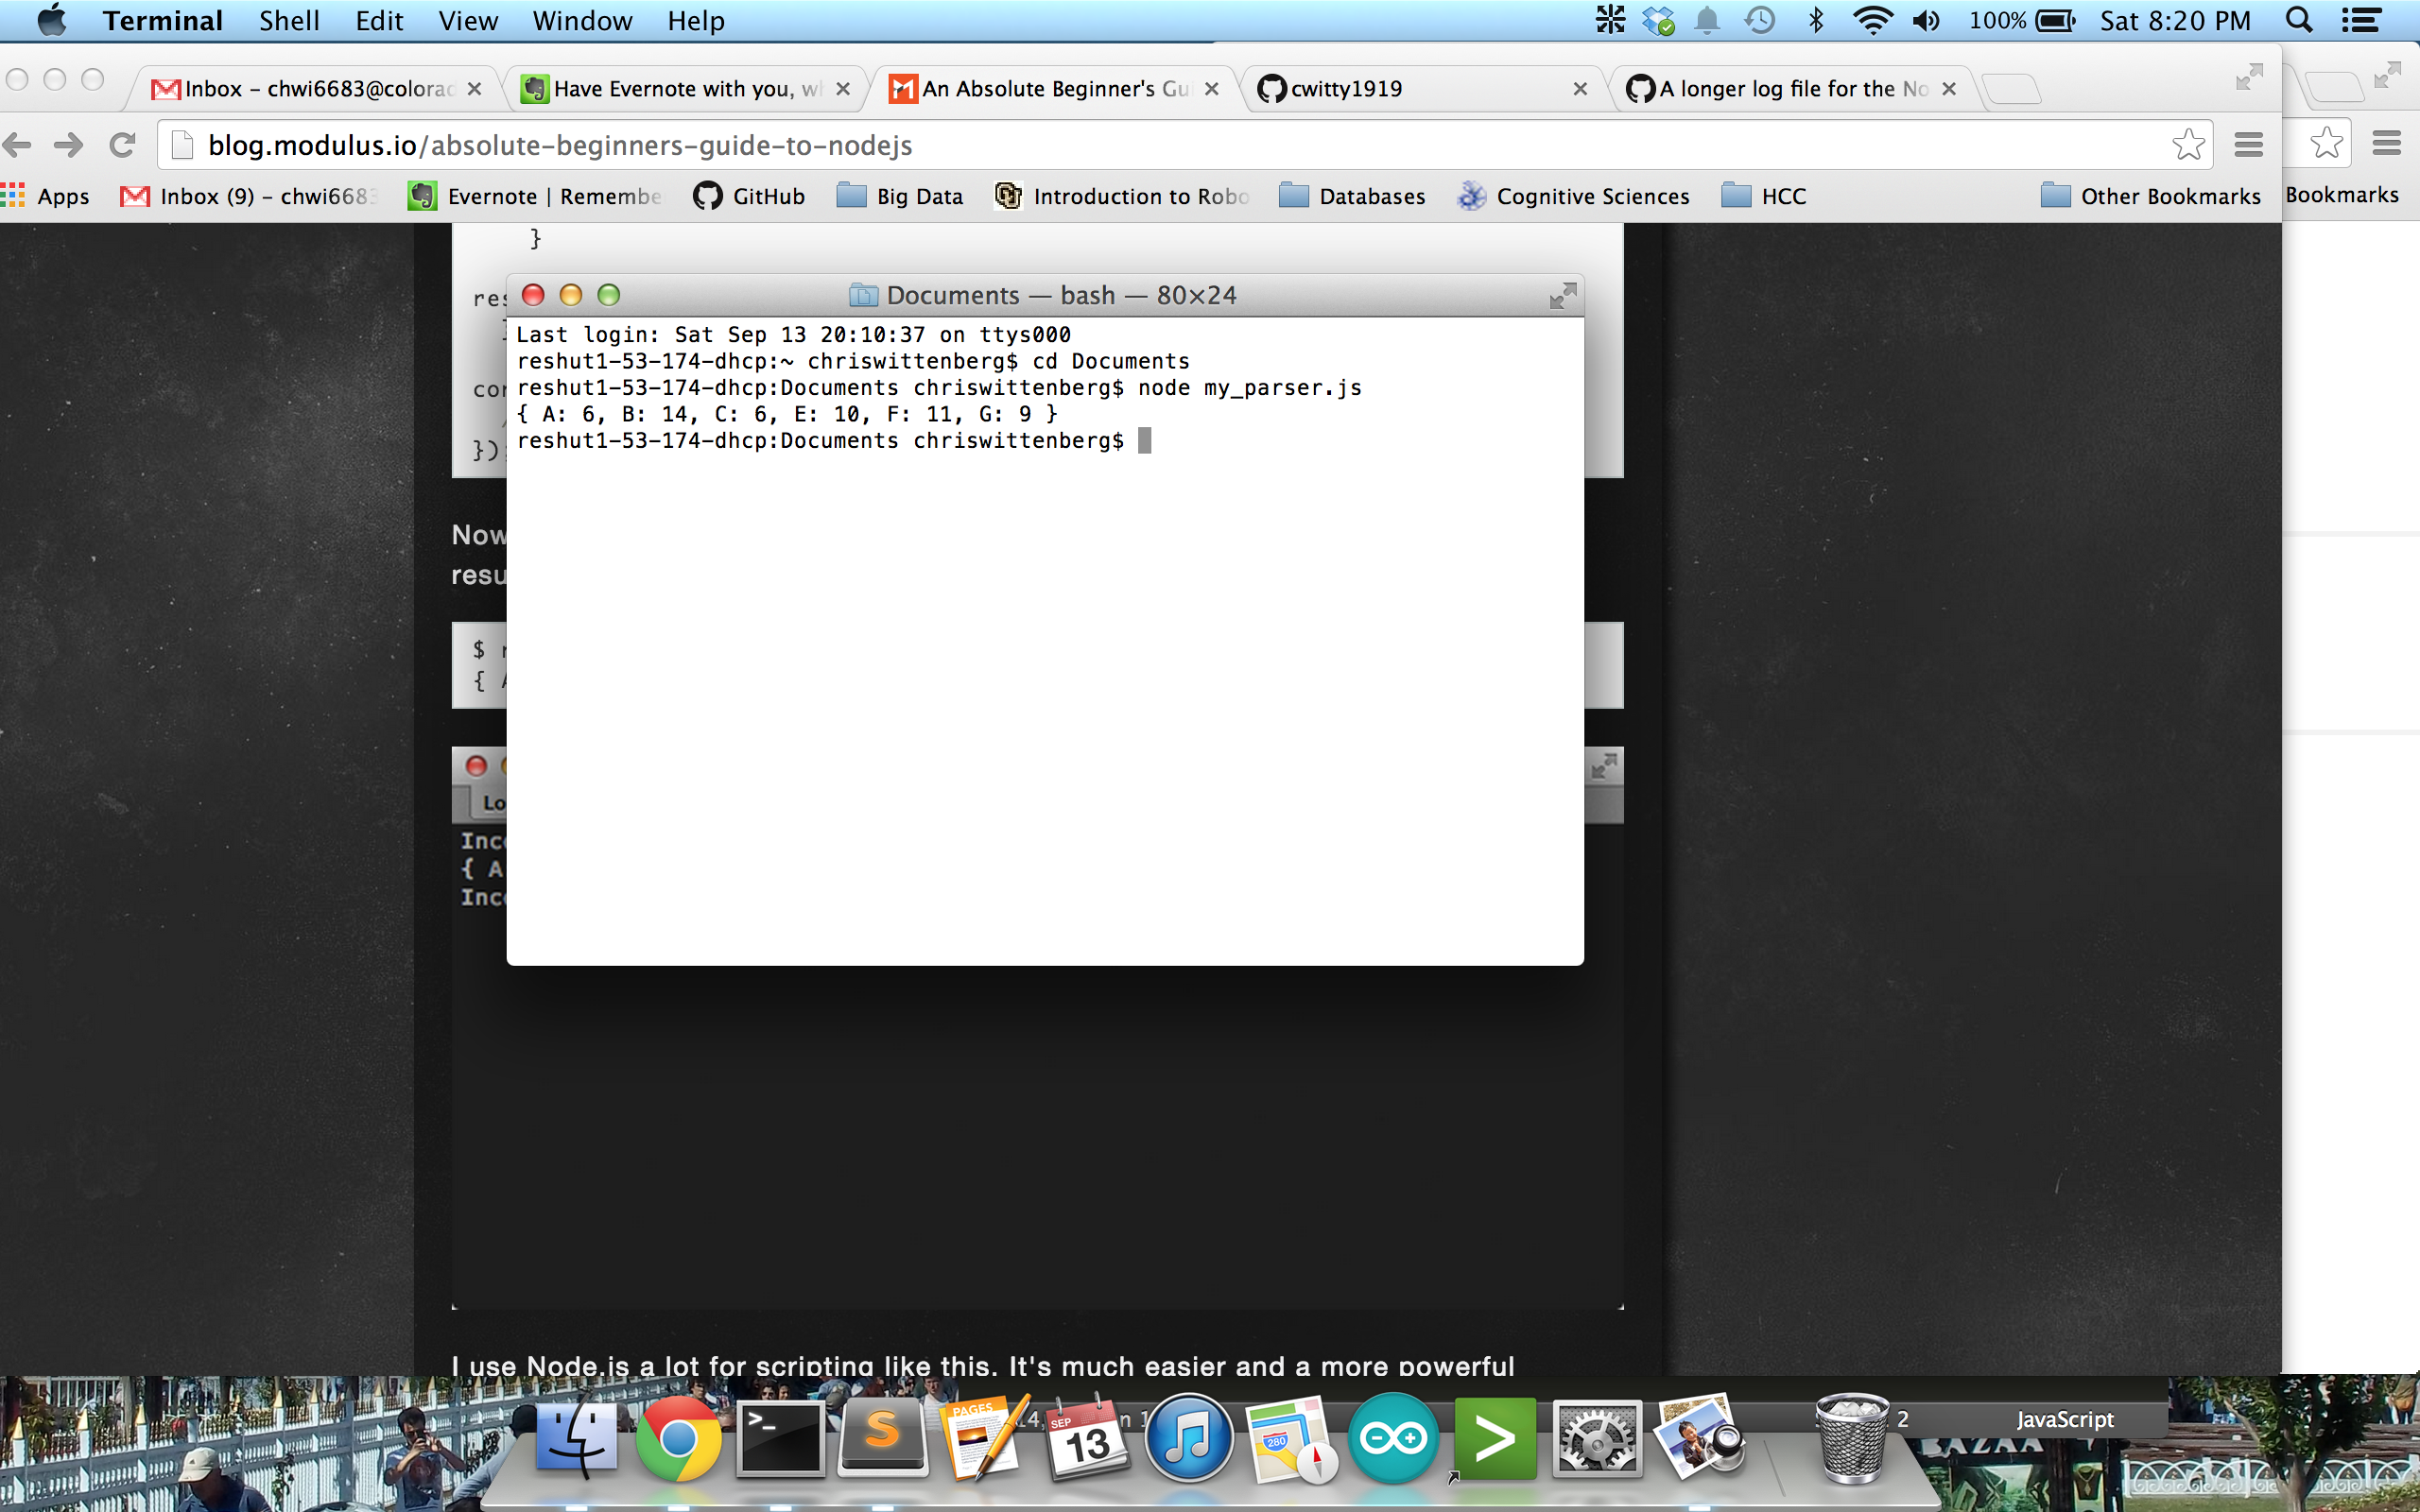 Terminal Shell Edit View Window Help 100% Sat 8:20 PM
Inbox – chwi6683@colorad Have Evernote with you, wh An Absolute Beginner's Gui cwitty1919 A longer log file for the No
blog.modulus.io/absolute-beginners-guide-to-nodejs
Apps Inbox (9) – chwi6683 Evernote | Remembe GitHub Big Data Introduction to Robo Databases Cognitive Sciences HCC Other Bookmarks Bookmarks
}
Documents — bash — 80×24
Last login: Sat Sep 13 20:10:37 on ttys000
reshut1-53-174-dhcp:~ chriswittenberg$ cd Documents
reshut1-53-174-dhcp:Documents chriswittenberg$ node my_parser.js
{ A: 6, B: 14, C: 6, E: 10, F: 11, G: 9 }
reshut1-53-174-dhcp:Documents chriswittenberg$
res
con
})
Now
resu
$
{ A
Lo
Inc
{ A
Inc
I use Node.js a lot for scripting like this. It's much easier and a more powerful
PAGES
SEP
13
280
2
JavaScript
BAZAA